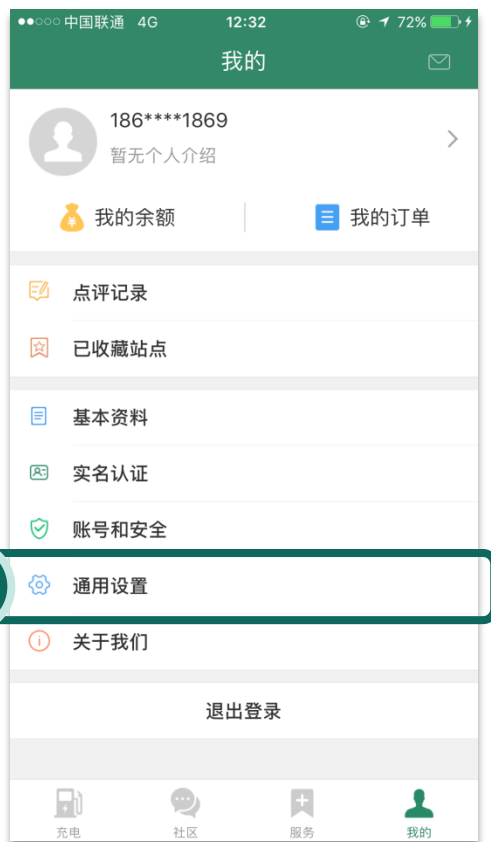 中国联通 4G 12:32 72%
我的
186****1869
暂无个人介绍
我的余额 我的订单
点评记录
已收藏站点
基本资料
实名认证
账号和安全
通用设置
关于我们
退出登录
充电 社区 服务 我的